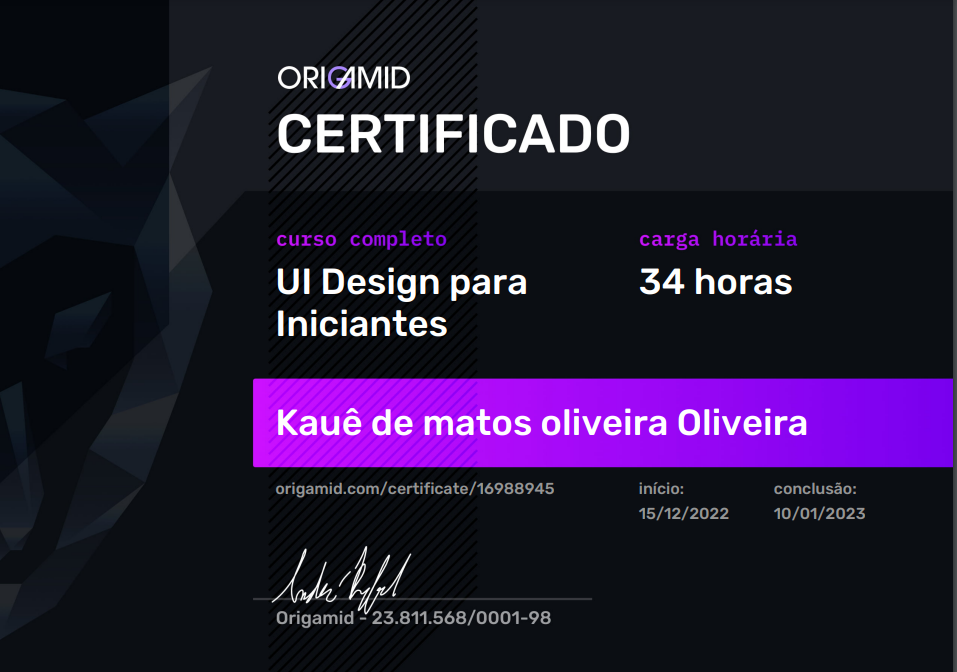 ORIGAMID
CERTIFICADO
curso completo
UI Design para
Iniciantes
carga horária
34 horas
Kauê de matos oliveira Oliveira
origamid.com/certificate/16988945
início:
15/12/2022
conclusão:
10/01/2023
Origamid - 23.811.568/0001-98